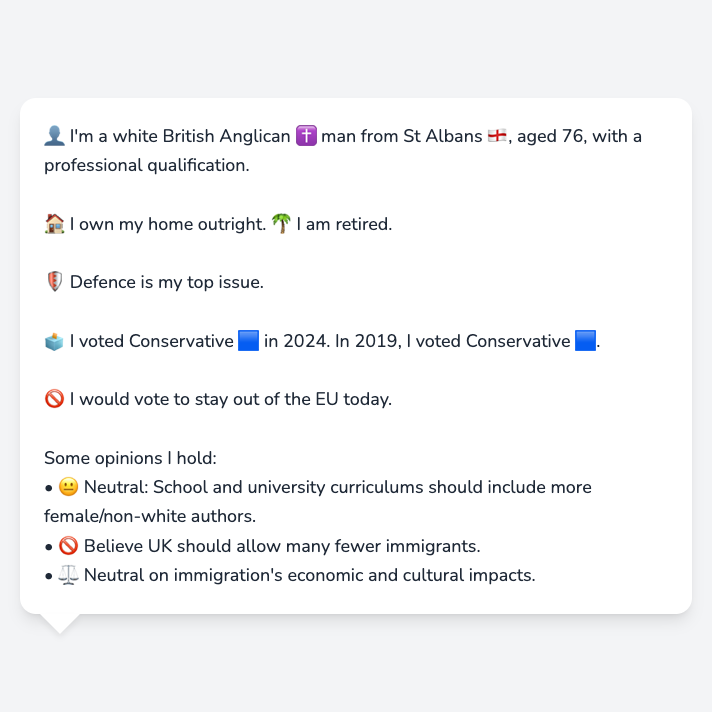 👤 I'm a white British Anglican ✝️ man from St Albans 🏴󠁧󠁢󠁥󠁮󠁧󠁿, aged 76, with a
professional qualification.
🏠 I own my home outright. 🌴 I am retired.
🛡️ Defence is my top issue.
🗳️ I voted Conservative 🟦 in 2024. In 2019, I voted Conservative 🟦.
🚫 I would vote to stay out of the EU today.
Some opinions I hold:
• 😐 Neutral: School and university curriculums should include more
female/non-white authors.
• 🚫 Believe UK should allow many fewer immigrants.
• ⚖️ Neutral on immigration's economic and cultural impacts.